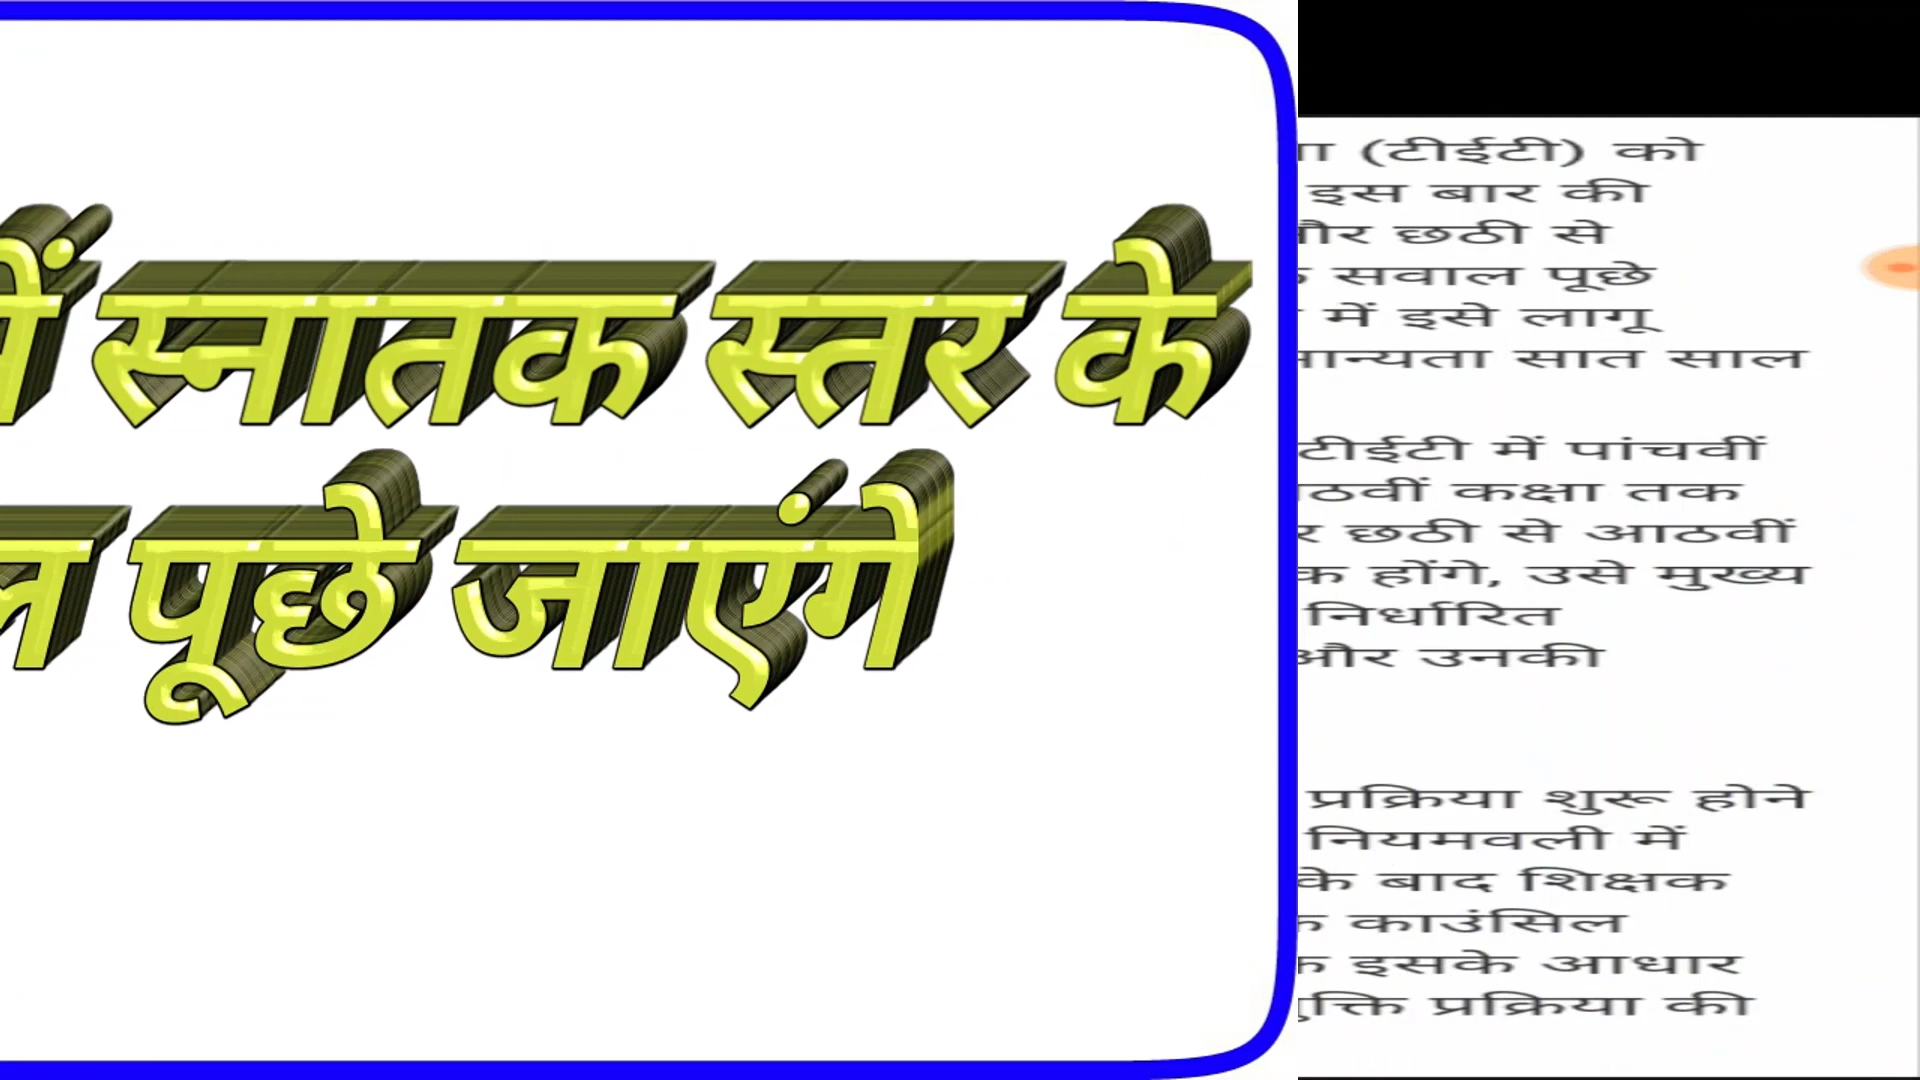 स्नातक स्तर के
पूछे जाएंगे
(टीईटी) को
इस बार की
और छठी से
सवाल पूछे
में इसे लागू
मान्यता सात साल
टीईटी में पांचवीं
आठवीं कक्षा तक
छठी से आठवीं
होंगे, उसे मुख्य
निर्धारित
और उनकी
प्रक्रिया शुरू होने
नियमवली में
के बाद शिक्षक
काउंसिल
इसके आधार
प्रक्रिया की